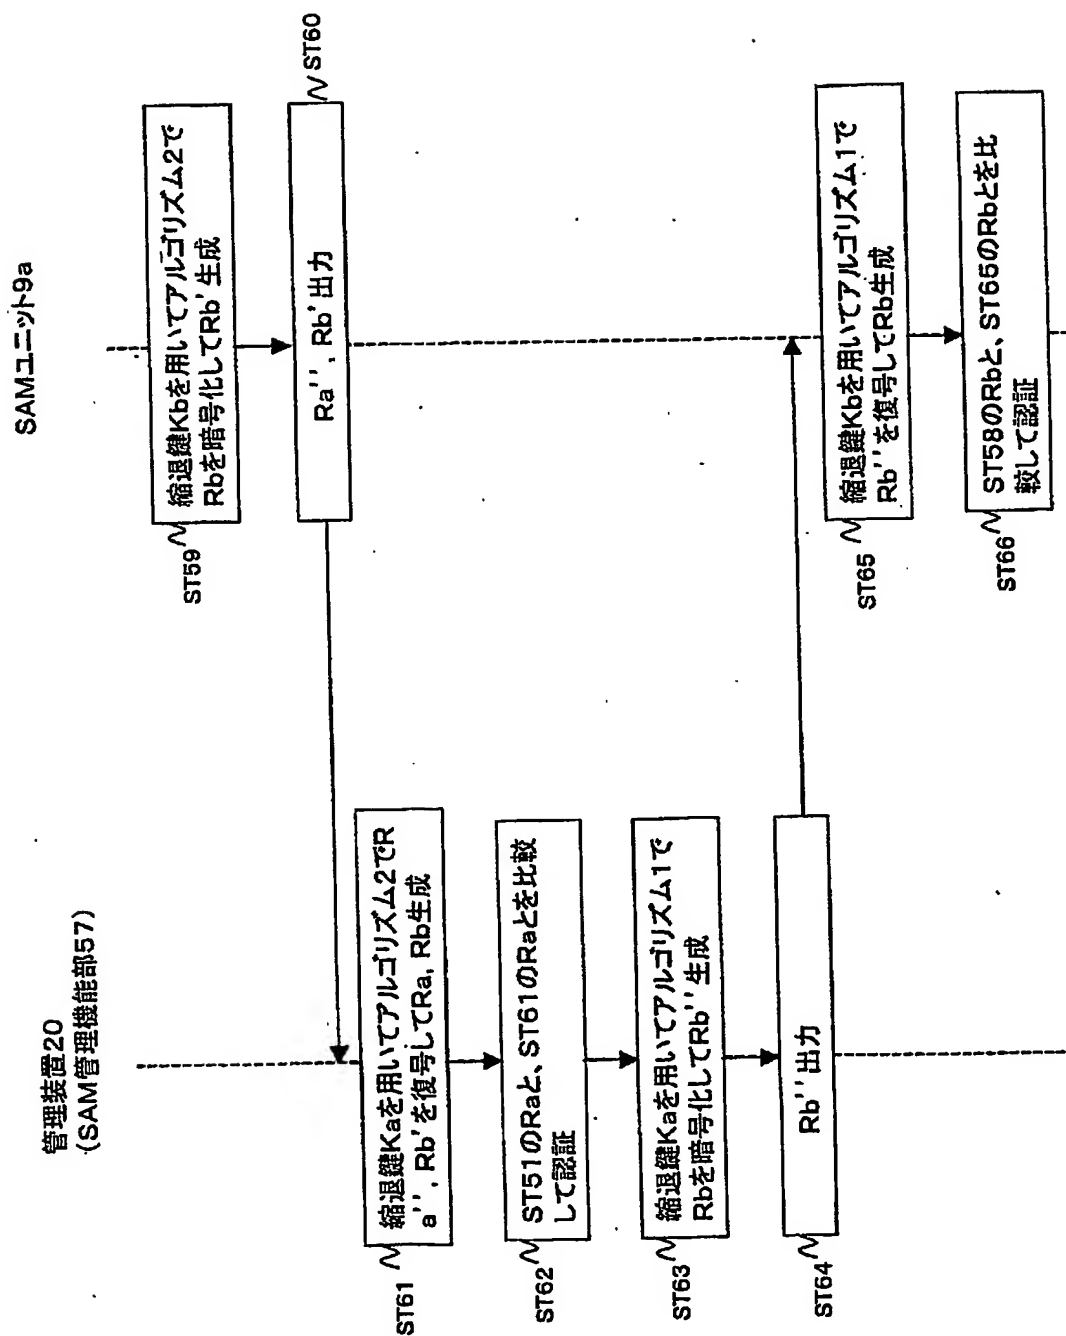 管理装置20
(SAM管理機能部57)
SAMユニット9a
ST59
縮退鍵Kbを用いてアルゴリズム2で
Rbを暗号化してRb'生成
ST60
Ra'', Rb'出力
ST61
縮退鍵Kaを用いてアルゴリズム2でR
a'', Rb'を復号してRa, Rb生成
ST62
ST51のRaと、ST61のRaとを比較
して認証
ST63
縮退鍵Kaを用いてアルゴリズム1で
Rbを暗号化してRb''生成
ST64
Rb''出力
ST65
縮退鍵Kbを用いてアルゴリズム1で
Rb''を復号してRb生成
ST66
ST58のRbと、ST65のRbとを比
較して認証